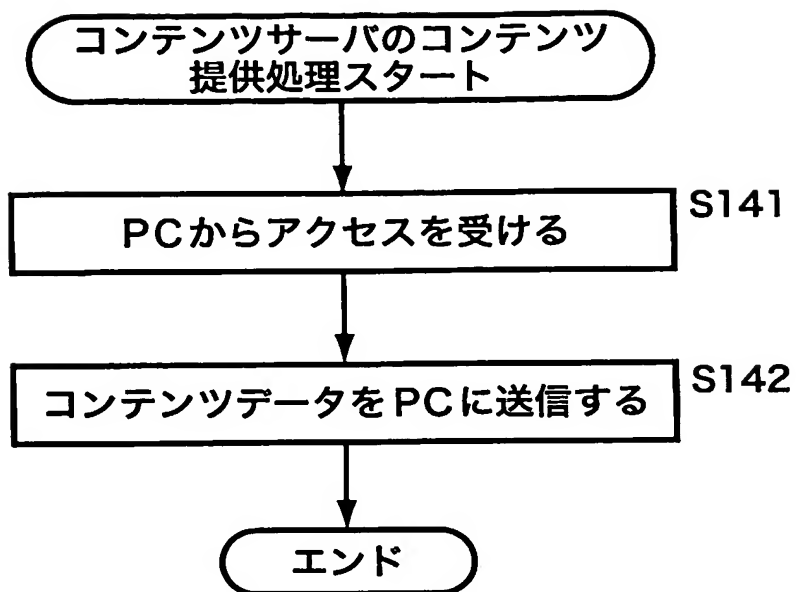 コンテンツサーバのコンテンツ
提供処理スタート
PCからアクセスを受ける
S141
コンテンツデータをPCに送信する
S142
エンド